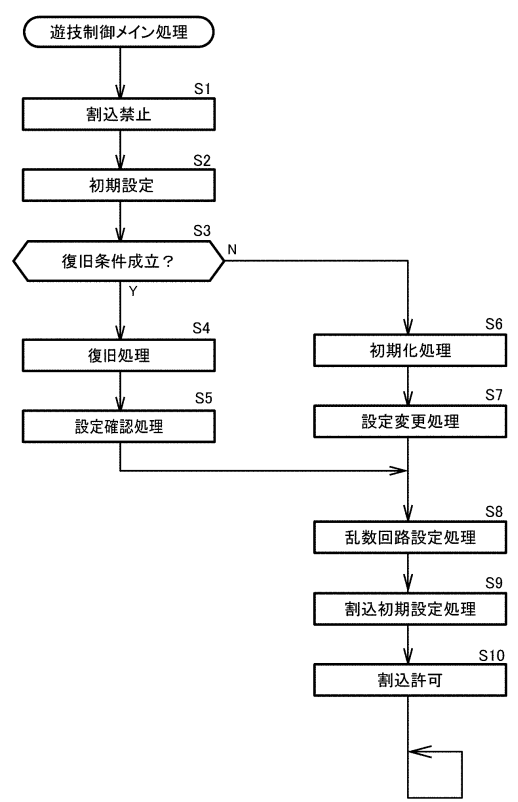 遊技制御メイン処理
S1
割込禁止
S2
初期設定
S3
復旧条件成立？
N
Y
S4
復旧処理
S5
設定確認処理
S6
初期化処理
S7
設定変更処理
S8
乱数回路設定処理
S9
割込初期設定処理
S10
割込許可